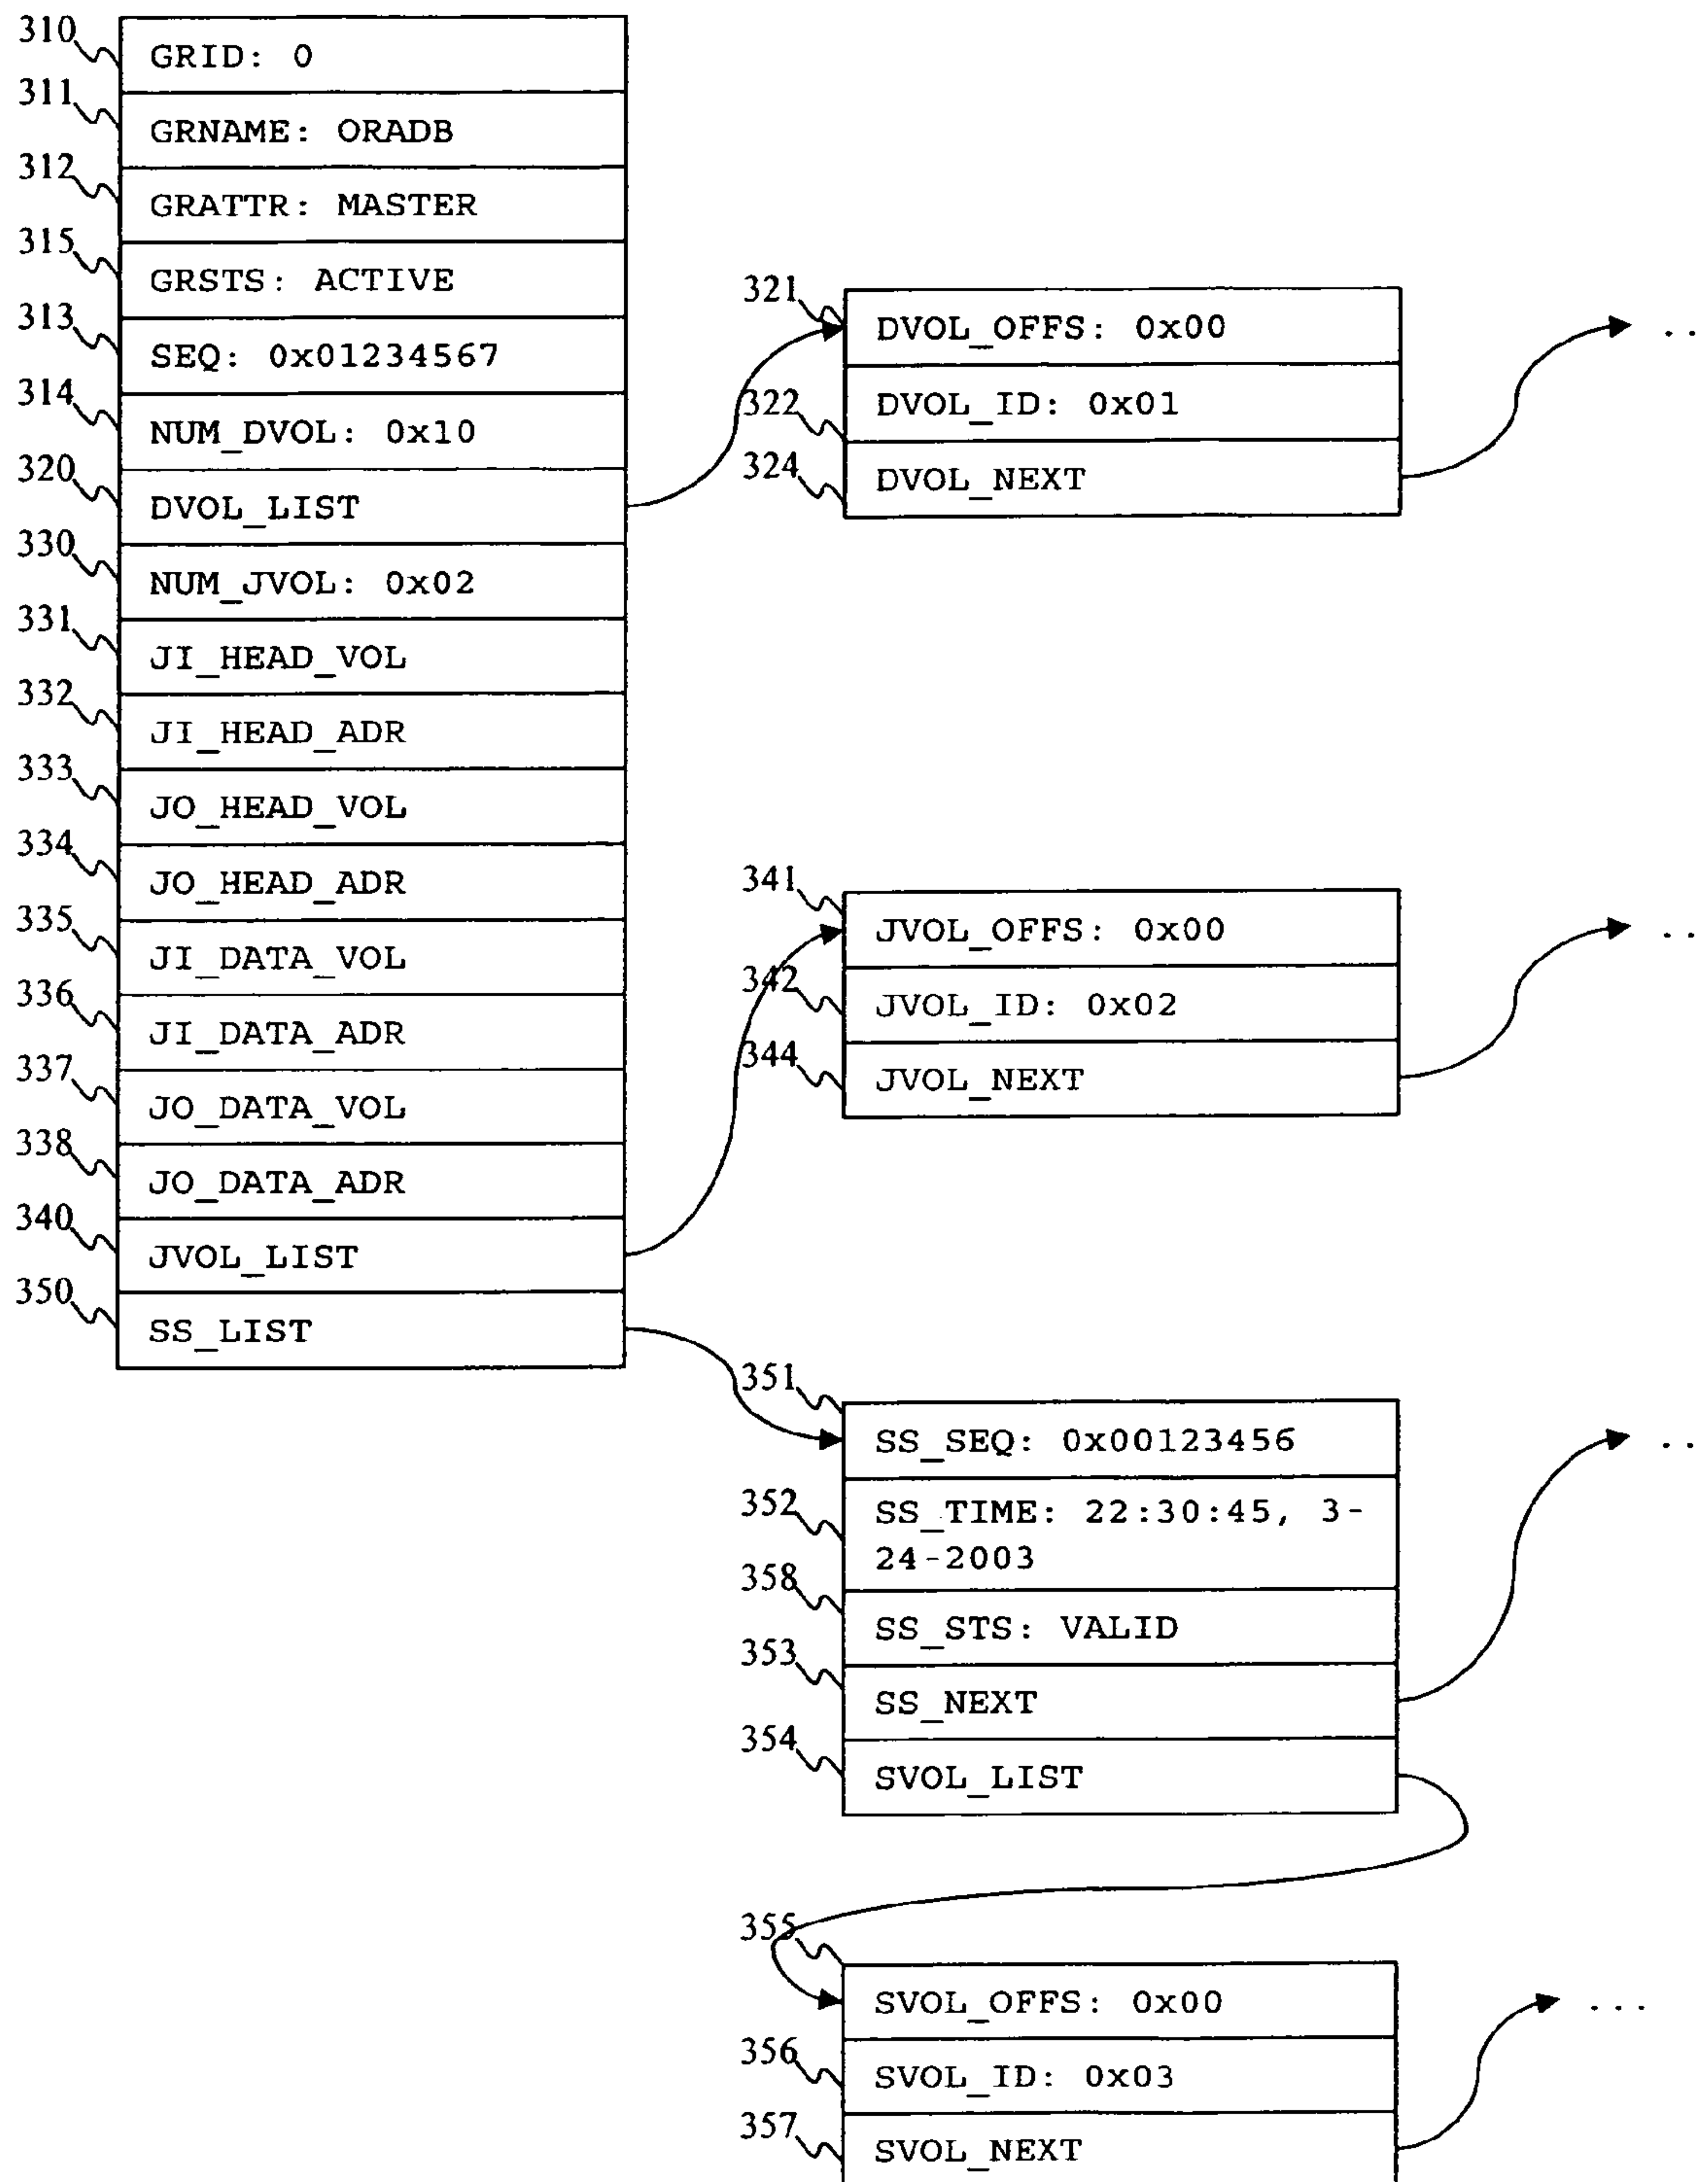 310
GRID: 0
311
GRNAME: ORADB
312
GRATTR: MASTER
315
GRSTS: ACTIVE
313
SEQ: 0x01234567
314
NUM_DVOL: 0x10
320
DVOL_LIST
330
NUM_JVOL: 0x02
331
JI_HEAD_VOL
332
JI_HEAD_ADR
333
JO_HEAD_VOL
334
JO_HEAD_ADR
335
JI_DATA_VOL
336
JI_DATA_ADR
337
JO_DATA_VOL
338
JO_DATA_ADR
340
JVOL_LIST
350
SS_LIST
321
DVOL_OFFS: 0x00
322
DVOL_ID: 0x01
324
DVOL_NEXT
..
341
JVOL_OFFS: 0x00
342
JVOL_ID: 0x02
344
JVOL_NEXT
..
351
SS_SEQ: 0x00123456
352
SS_TIME: 22:30:45, 3-
24-2003
358
SS_STS: VALID
353
SS_NEXT
354
SVOL_LIST
..
355
SVOL_OFFS: 0x00
356
SVOL_ID: 0x03
357
SVOL_NEXT
...